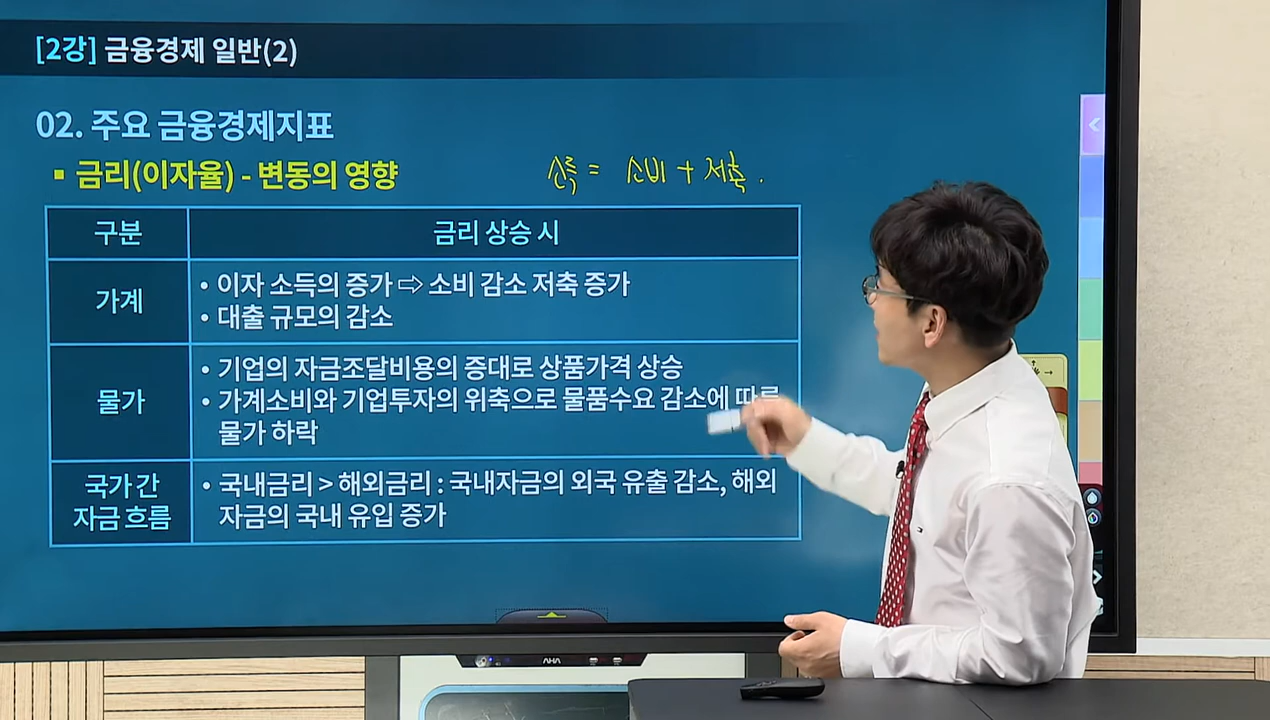 [2강] 금융경제 일반(2)
02. 주요 금융경제지표
▪ 금리(이자율) - 변동의 영향
소득 = 소비 + 저축.
구분
금리 상승 시
가계
• 이자 소득의 증가 ⇨ 소비 감소 저축 증가
• 대출 규모의 감소
물가
• 기업의 자금조달비용의 증대로 상품가격 상승
• 가계소비와 기업투자의 위축으로 물품수요 감소에 따른
물가 하락
국가 간
자금 흐름
• 국내금리 > 해외금리 : 국내자금의 외국 유출 감소, 해외
자금의 국내 유입 증가
AHA